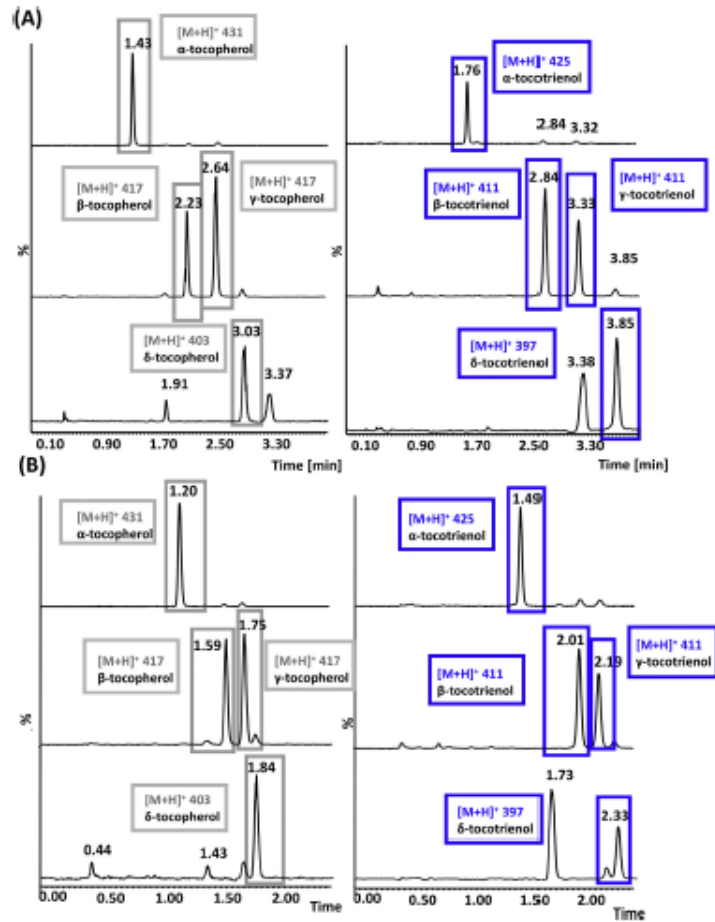 (A)
[M+H]⁺ 431
α-tocopherol
1.43
[M+H]⁺ 417
β-tocopherol
2.23
2.64
[M+H]⁺ 417
γ-tocopherol
%
[M+H]⁺ 403
δ-tocopherol
1.91
3.03
3.37
0.10 0.90 1.70 2.50 3.30
Time [min]
1.76
[M+H]⁺ 425
α-tocotrienol
2.84 3.32
[M+H]⁺ 411
β-tocotrienol
2.84
3.33
[M+H]⁺ 411
γ-tocotrienol
3.85
%
[M+H]⁺ 397
δ-tocotrienol
3.38
3.85
0.10 0.90 1.70 2.50 3.30
Time [min]
(B)
[M+H]⁺ 431
α-tocopherol
1.20
[M+H]⁺ 417
β-tocopherol
1.59
1.75
[M+H]⁺ 417
γ-tocopherol
%
[M+H]⁺ 403
δ-tocopherol
0.44
1.43
1.84
0.00 0.50 1.00 1.50 2.00
Time
[M+H]⁺ 425
α-tocotrienol
1.49
[M+H]⁺ 411
β-tocotrienol
2.01
2.19
[M+H]⁺ 411
γ-tocotrienol
%
1.73
[M+H]⁺ 397
δ-tocotrienol
2.33
0.00 0.50 1.00 1.50 2.00
Time